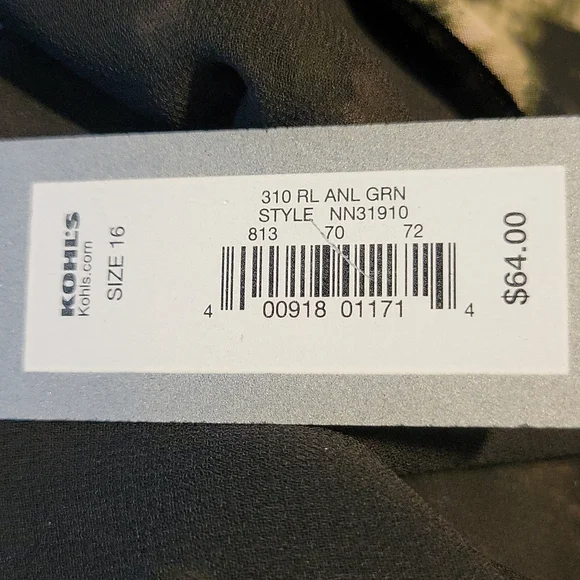 KOHL'S
Kohls.com
SIZE 16
310 RL ANL GRN
STYLE NN31910
813 70 72
4 00918 01171 4
$64.00